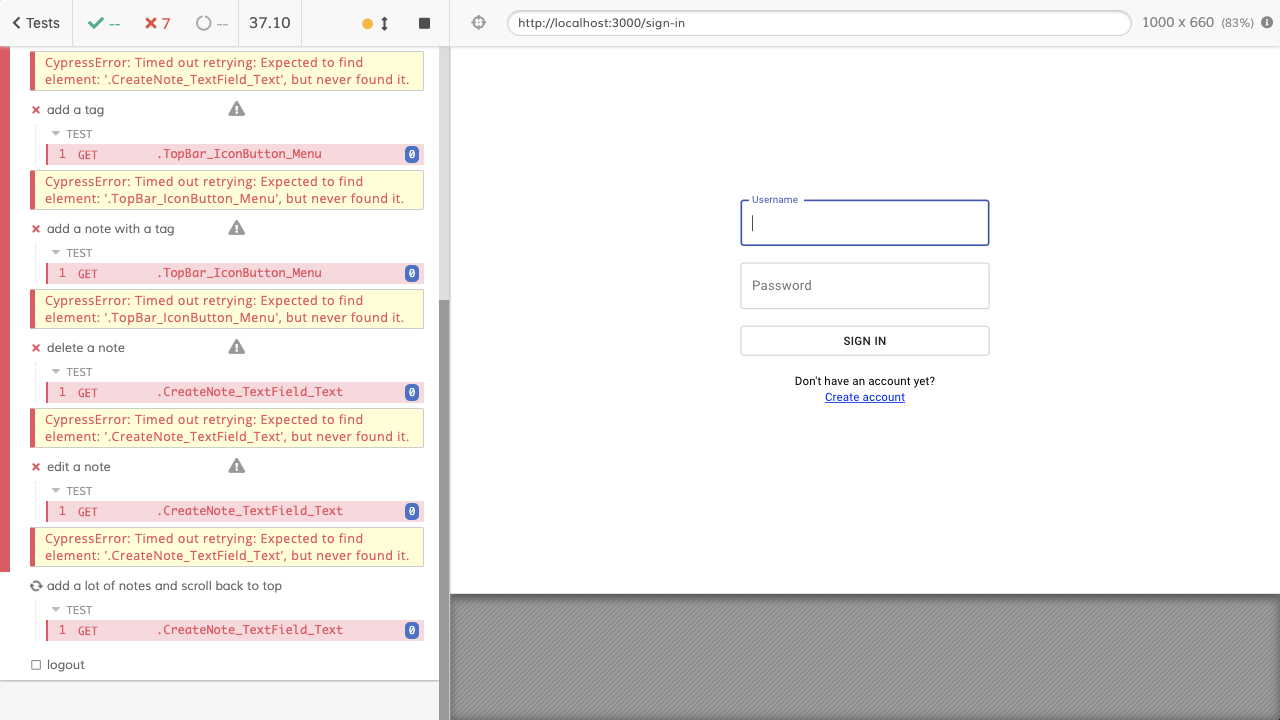 Tests
--
7
--
37.10
http://localhost:3000/sign-in
1000 x 660 (83%)
CypressError: Timed out retrying: Expected to find
element: '.CreateNote_TextField_Text', but never found it.
add a tag
TEST
1 GET .TopBar_IconButton_Menu 0
CypressError: Timed out retrying: Expected to find
element: '.TopBar_IconButton_Menu', but never found it.
add a note with a tag
TEST
1 GET .TopBar_IconButton_Menu 0
CypressError: Timed out retrying: Expected to find
element: '.TopBar_IconButton_Menu', but never found it.
delete a note
TEST
1 GET .CreateNote_TextField_Text 0
CypressError: Timed out retrying: Expected to find
element: '.CreateNote_TextField_Text', but never found it.
edit a note
TEST
1 GET .CreateNote_TextField_Text 0
CypressError: Timed out retrying: Expected to find
element: '.CreateNote_TextField_Text', but never found it.
add a lot of notes and scroll back to top
TEST
1 GET .CreateNote_TextField_Text 0
logout
Username
Password
SIGN IN
Don't have an account yet?
Create account